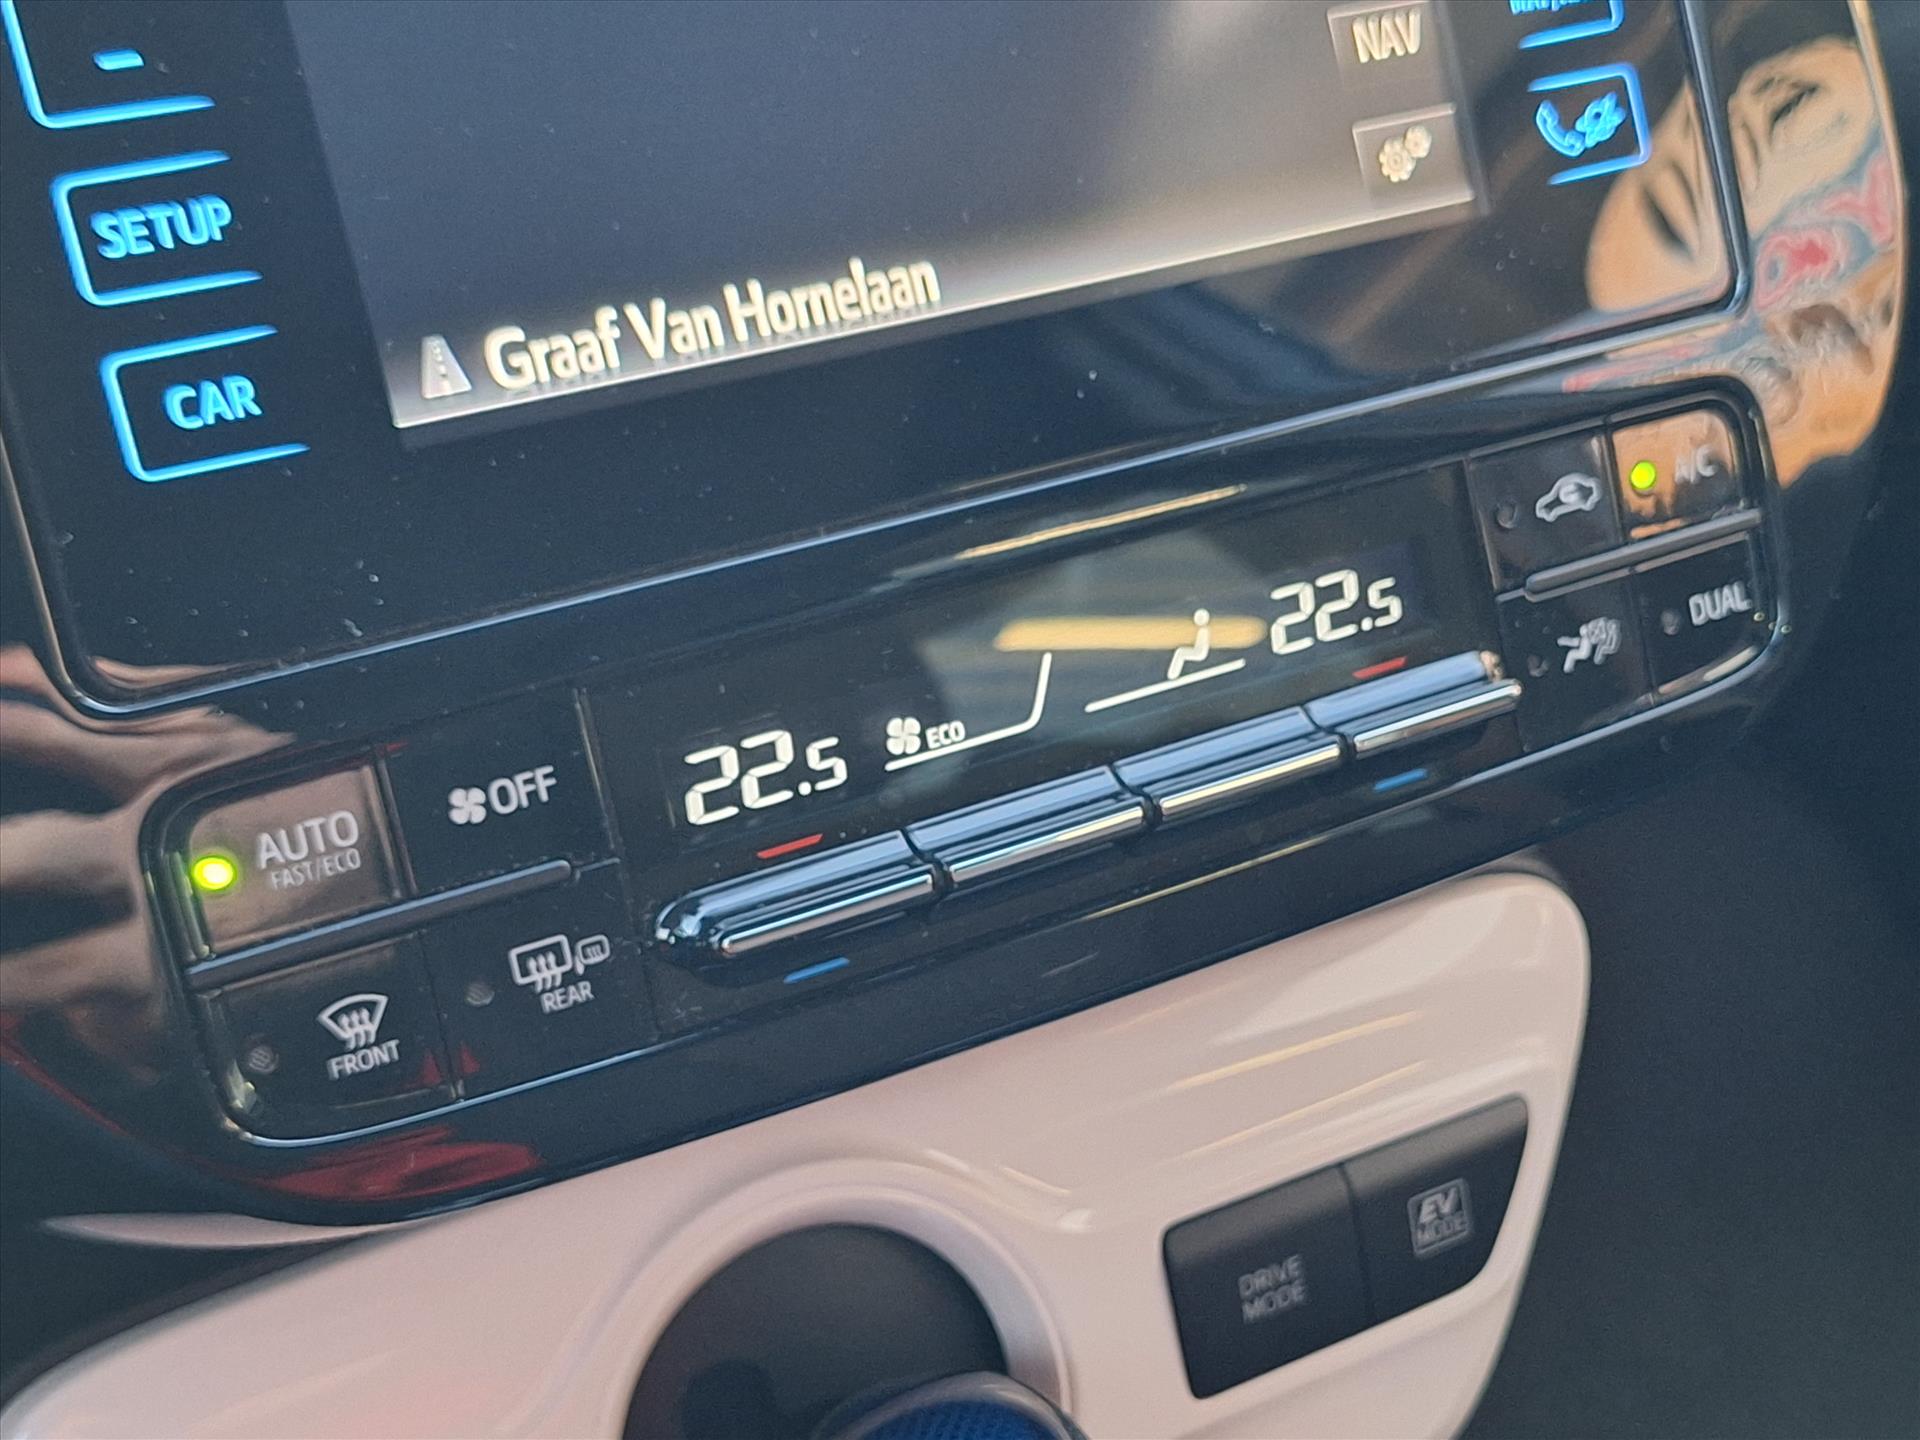 NAV
SETUP
Graaf Van Hornelaan
CAR
A/C
22.5
DUAL
22.5
ECO
OFF
AUTO
FAST/ECO
REAR
FRONT
EV
MODE
DRIVE
MODE